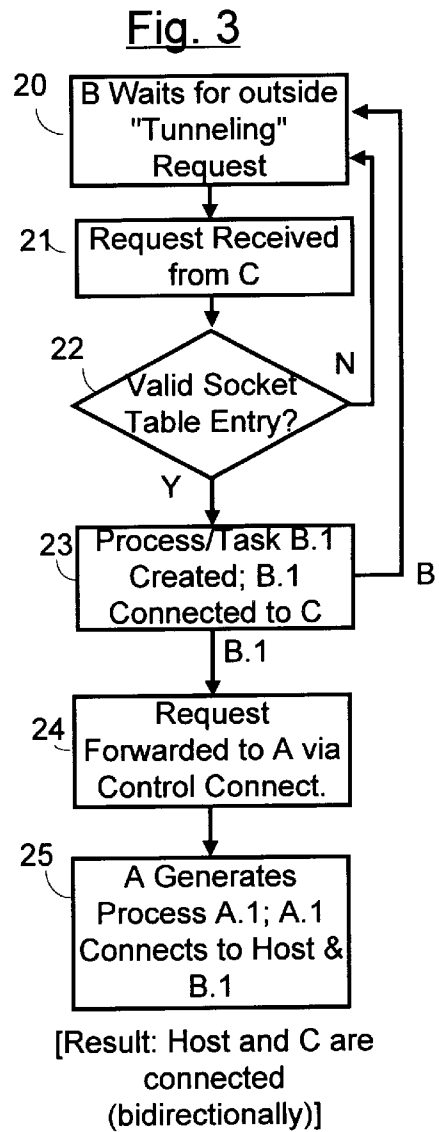 Fig. 3
20
B Waits for outside
"Tunneling"
Request
21
Request Received
from C
22
Valid Socket
Table Entry?
N
Y
23
Process/Task B.1
Created; B.1
Connected to C
B
B.1
24
Request
Forwarded to A via
Control Connect.
25
A Generates
Process A.1; A.1
Connects to Host &
B.1
[Result: Host and C are
connected
(bidirectionally)]